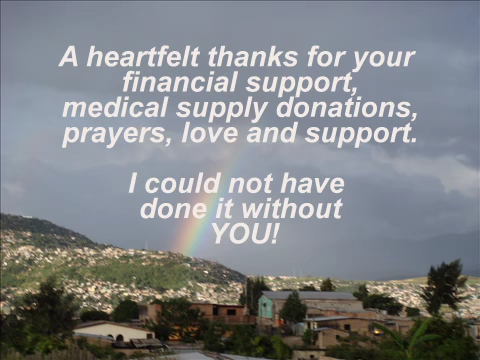 A heartfelt thanks for your
financial support,
medical supply donations,
prayers, love and support.
I could not have
done it without
YOU!